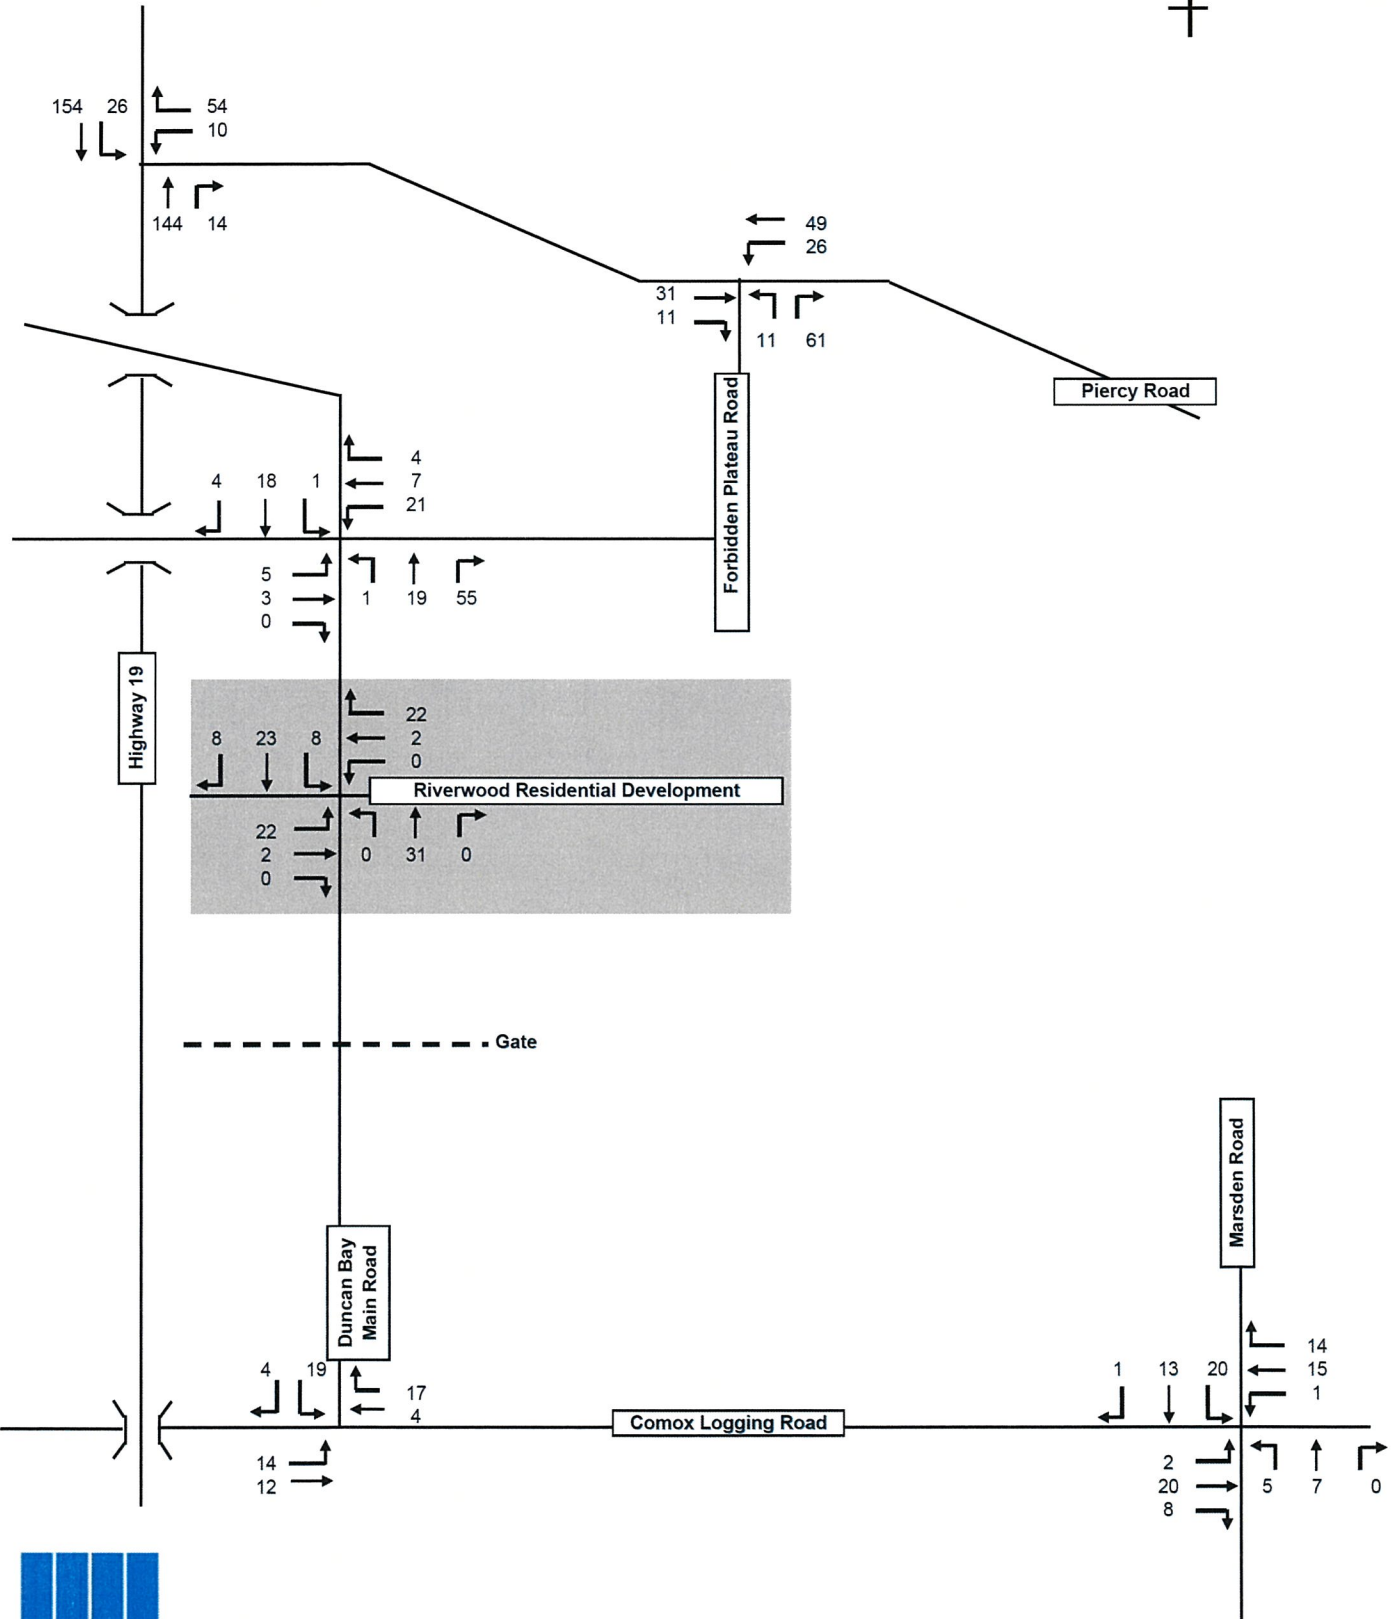 154 26
54
10
144 14
49
26
31
11
11 61
Piercy Road
Forbidden Plateau Road
4
7
21
4 18 1
5
3
0
1 19 55
Highway 19
22
2
0
8 23 8
Riverwood Residential Development
22
2
0
0 31 0
Gate
Marsden Road
Duncan Bay
Main Road
4 19
17
4
14
12
Comox Logging Road
14
15
1
1 13 20
2
20
8
5 7 0